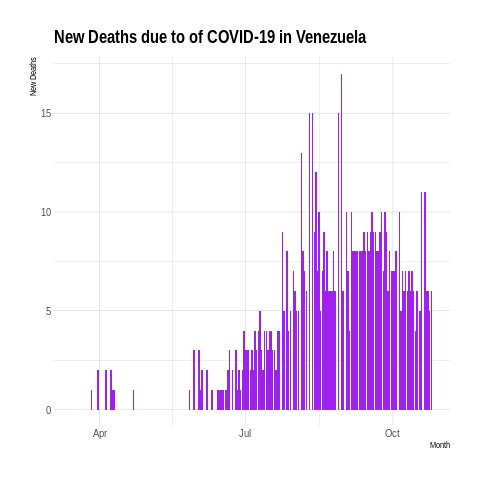 New Deaths due to of COVID-19 in Venezuela
New Deaths
15
10
5
0
Apr
Jul
Oct
Month